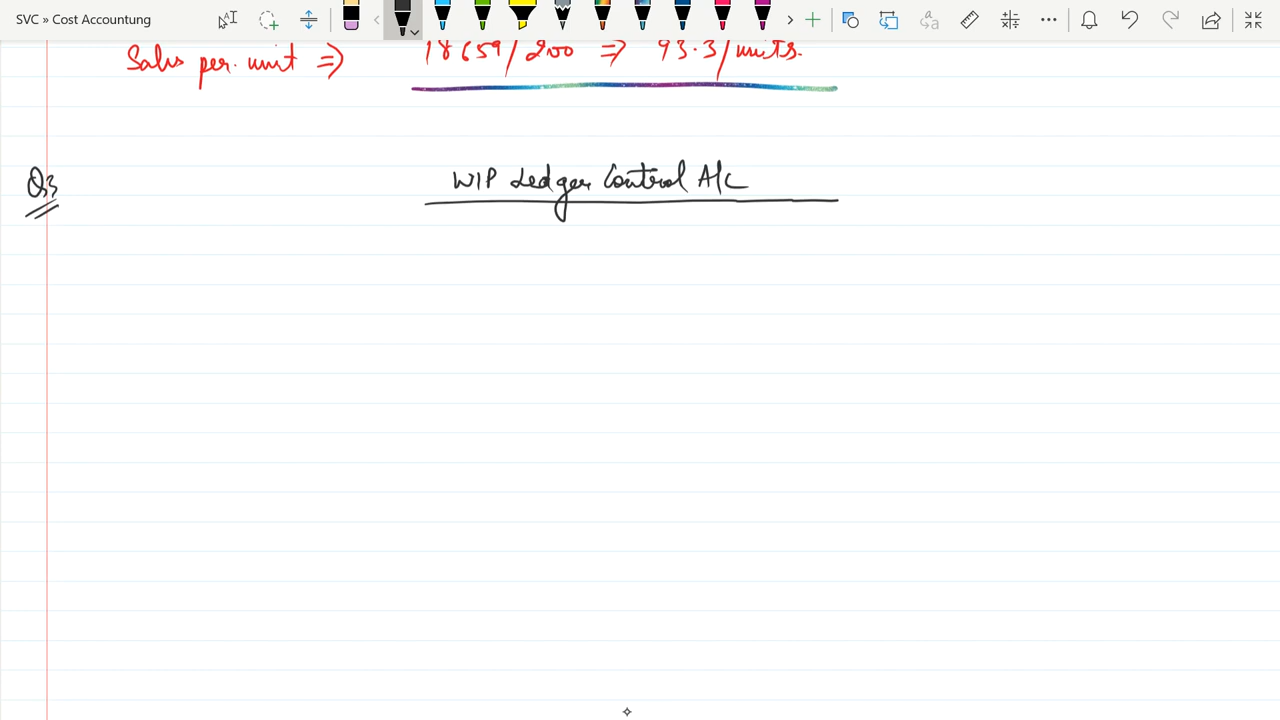 SVC » Cost Accountung
Sales per. unit ⇒ 18659/200 ⇒ 93.3/units.
Q3 WIP Ledger Control A/C